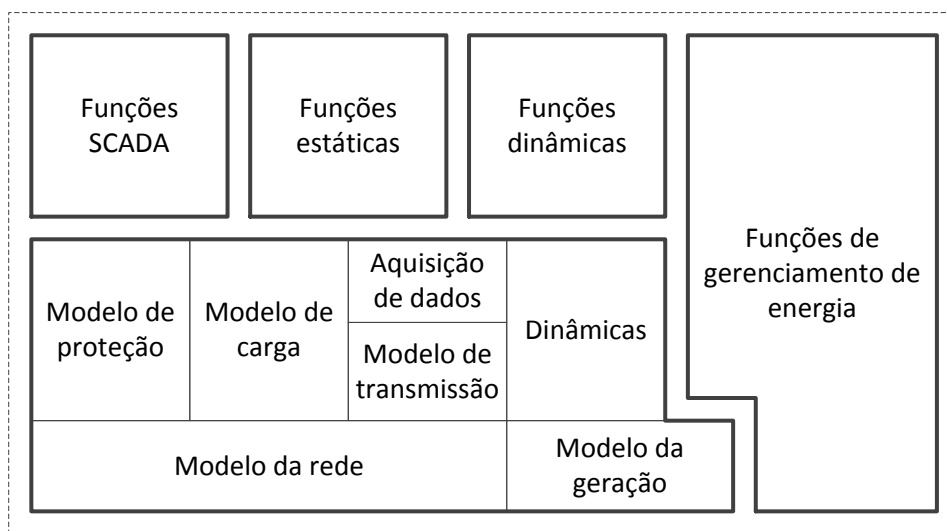 Funções
SCADA
Funções
estáticas
Funções
dinâmicas
Funções de
gerenciamento de
energia
Modelo de
proteção
Modelo de
carga
Aquisição
de dados
Modelo de
transmissão
Dinâmicas
Modelo da rede
Modelo da
geração